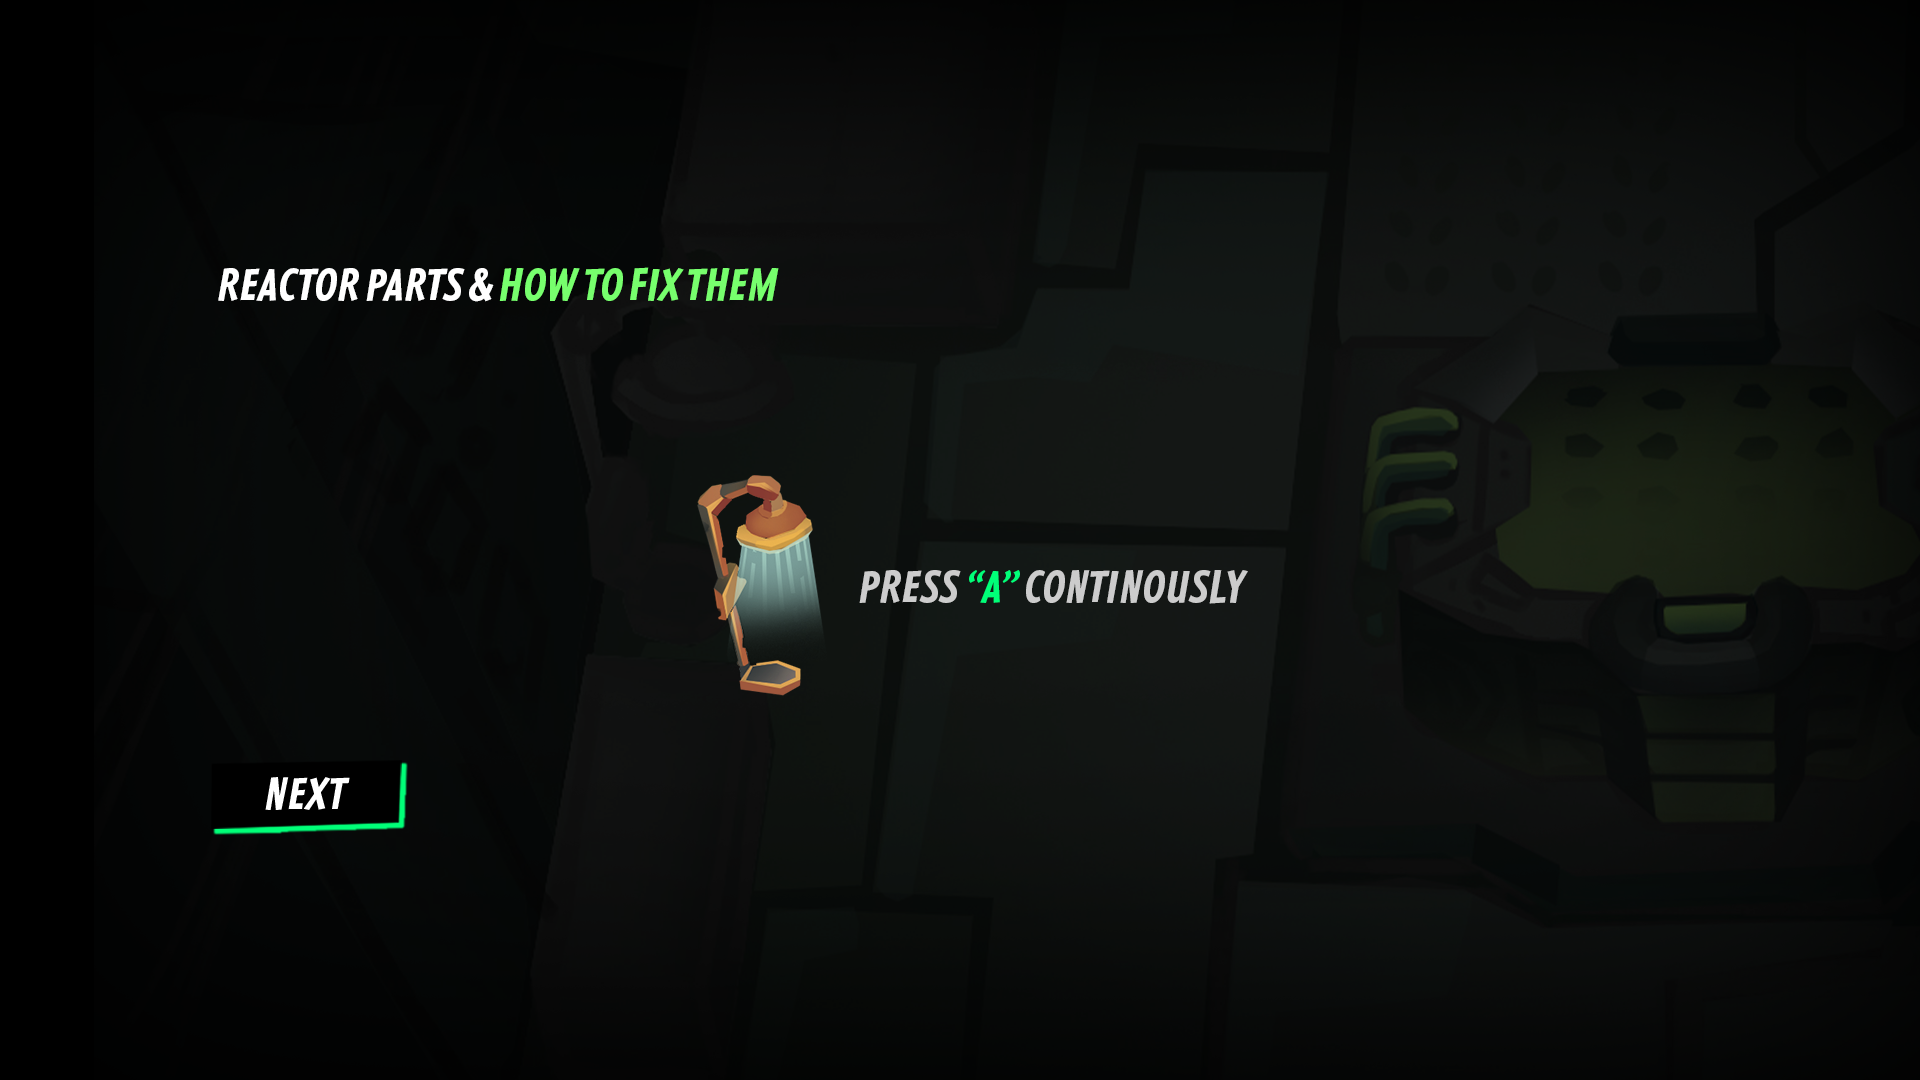 REACTOR PARTS & HOW TO FIX THEM
PRESS “A” CONTINOUSLY
NEXT